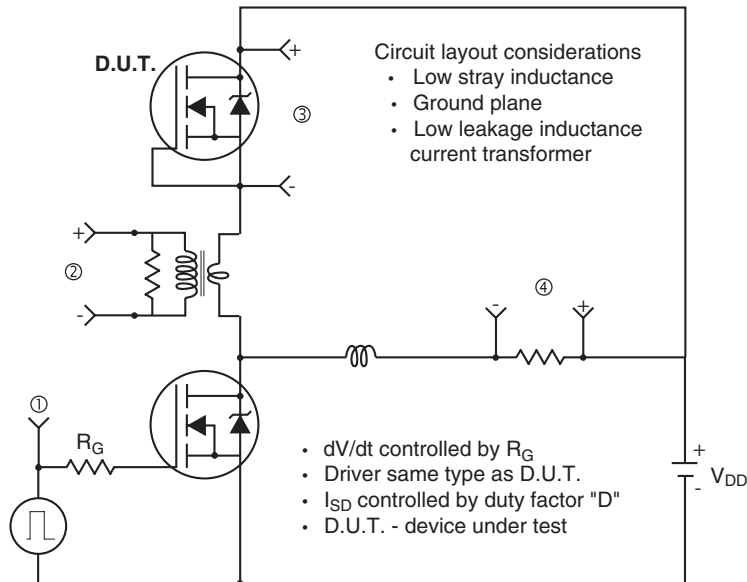 D.U.T.
+
③
-
Circuit layout considerations
• Low stray inductance
• Ground plane
• Low leakage inductance
current transformer
+
②
-
-
④
+
①
R_G
• dV/dt controlled by R_G
• Driver same type as D.U.T.
• I_SD controlled by duty factor "D"
• D.U.T. - device under test
+
V_DD
-